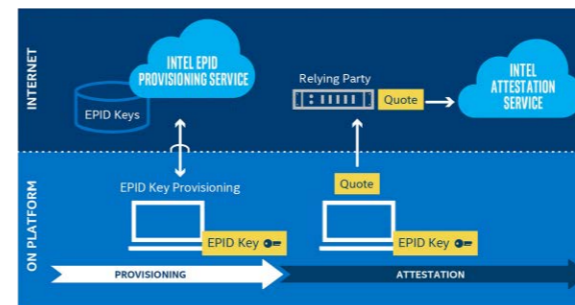 INTERNET
INTEL EPID
PROVISIONING SERVICE
EPID Keys
Relying Party
Quote
INTEL
ATTESTATION
SERVICE
ON PLATFORM
EPID Key Provisioning
EPID Key
Quote
EPID Key
PROVISIONING
ATTESTATION